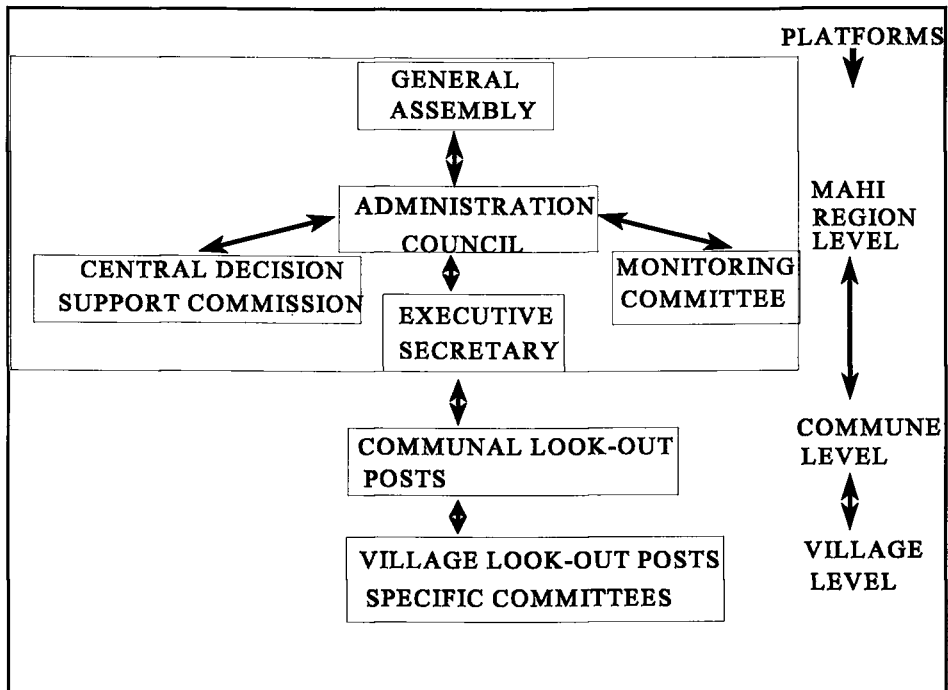 PLATFORMS
GENERAL
ASSEMBLY
ADMINISTRATION
COUNCIL
CENTRAL DECISION
SUPPORT COMMISSION
MONITORING
COMMITTEE
EXECUTIVE
SECRETARY
MAHI
REGION
LEVEL
COMMUNAL LOOK-OUT
POSTS
COMMUNE
LEVEL
VILLAGE LOOK-OUT POSTS
SPECIFIC COMMITTEES
VILLAGE
LEVEL